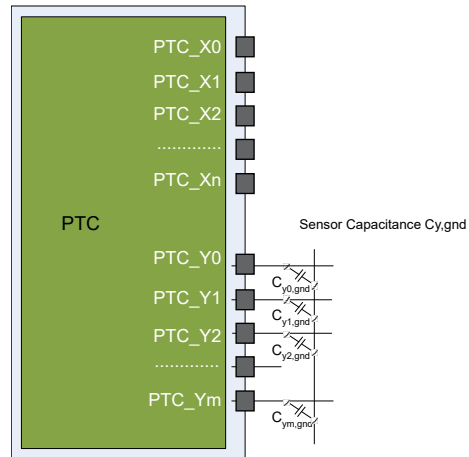 PTC_X0
PTC_X1
PTC_X2
.............
PTC_Xn
PTC
Sensor Capacitance Cy,gnd
PTC_Y0
Cy0,gnd
PTC_Y1
Cy1,gnd
PTC_Y2
Cy2,gnd
.............
PTC_Ym
Cym,gnd